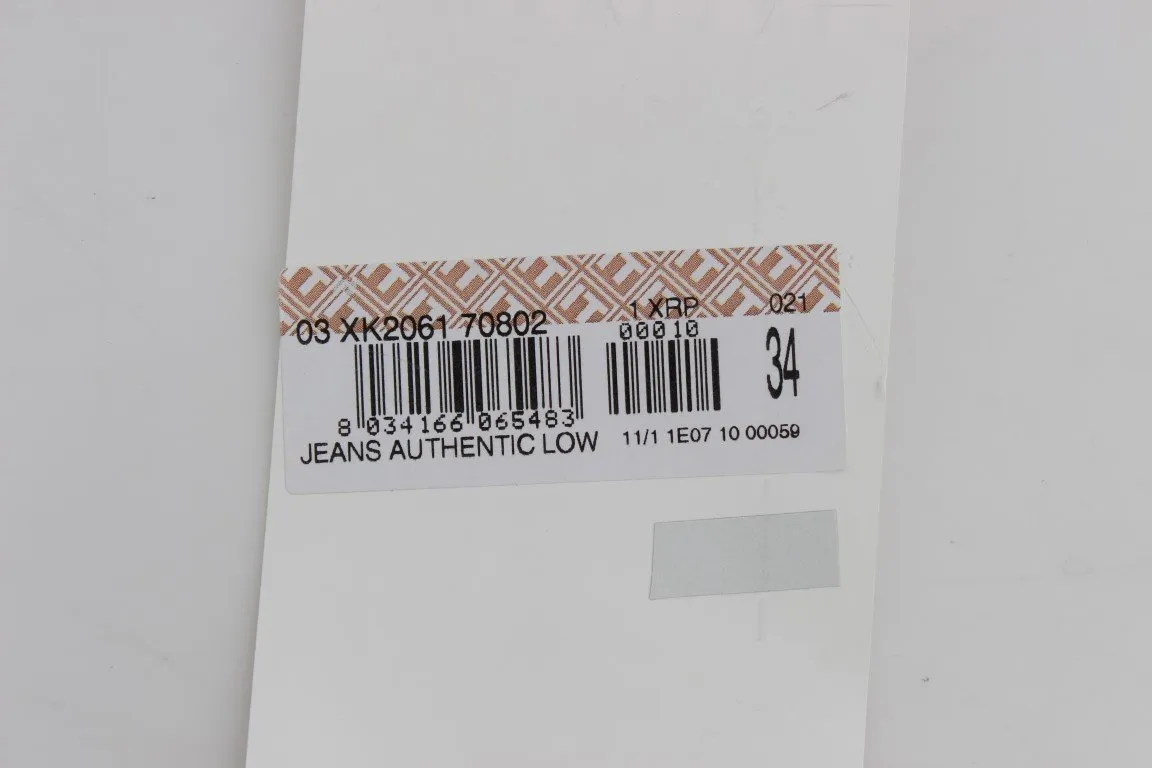 03 XK2061 70802 1 XRP 021
00010
34
8 034166 065483
JEANS AUTHENTIC LOW 11/1 1E07 10 00059